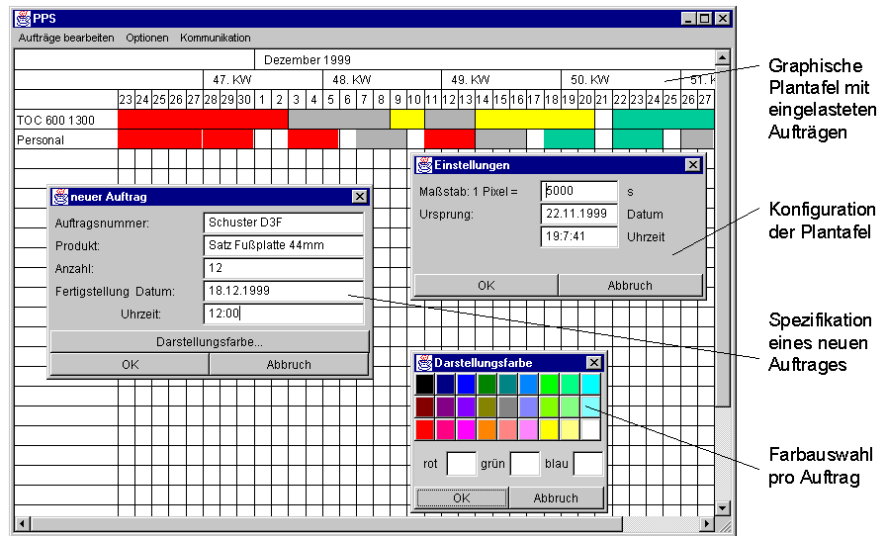 PPS
Aufträge bearbeiten Optionen Kommunikation
Dezember 1999
47. KW 48. KW 49. KW 50. KW 51. K
23 24 25 26 27 28 29 30 1 2 3 4 5 6 7 8 9 10 11 12 13 14 15 16 17 18 19 20 21 22 23 24 25 26 27
TOC 600 1300
Personal
neuer Auftrag
Auftragsnummer: Schuster D3F
Produkt: Satz Fußplatte 44mm
Anzahl: 12
Fertigstellung Datum: 18.12.1999
Uhrzeit: 12:00
Darstellungsfarbe...
OK Abbruch
Einstellungen
Maßstab: 1 Pixel = 5000 s
Ursprung: 22.11.1999 Datum
19:7:41 Uhrzeit
OK Abbruch
Darstellungsfarbe
rot grün blau
OK Abbruch
Graphische
Plantafel mit
eingelasteten
Aufträgen
Konfiguration
der Plantafel
Spezifikation
eines neuen
Auftrages
Farbauswahl
pro Auftrag